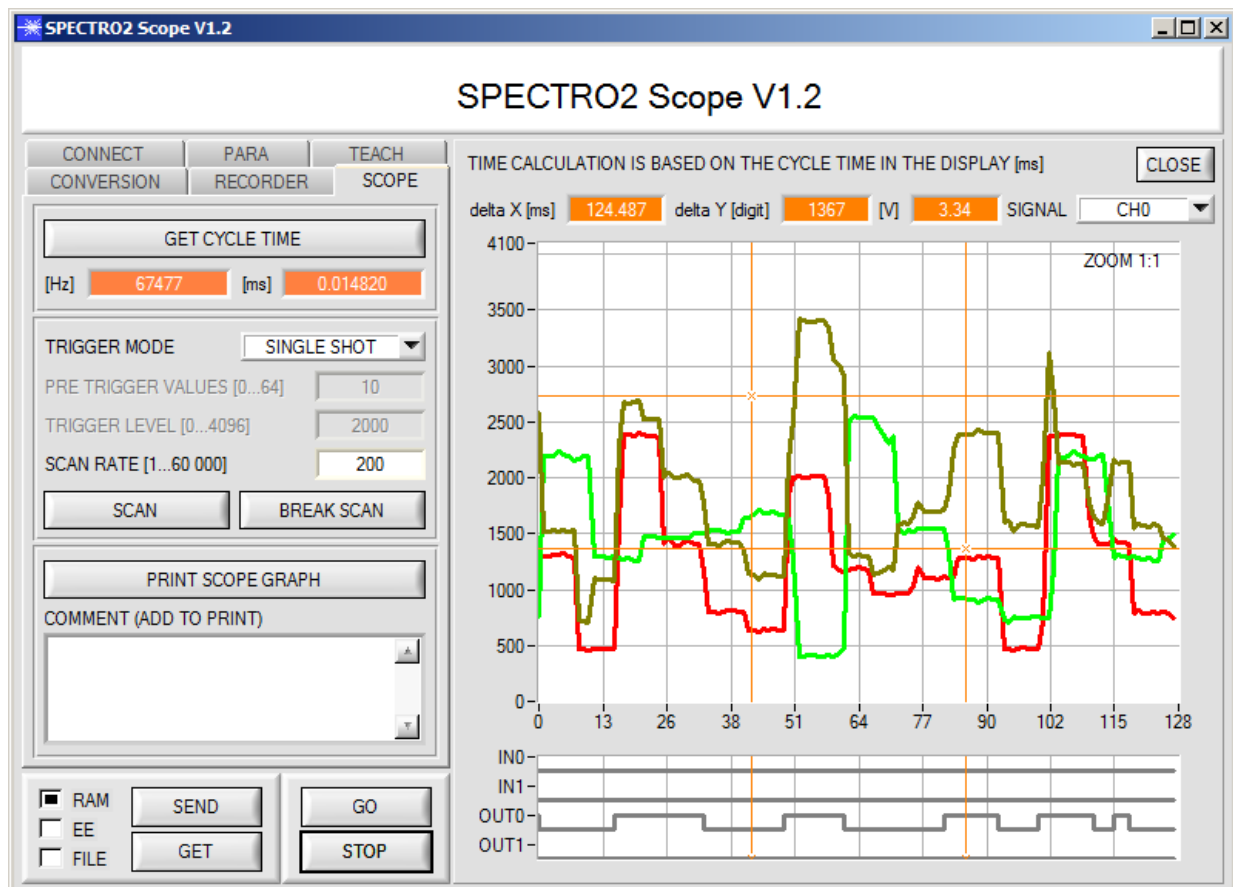 SPECTRO2 Scope V1.2
SPECTRO2 Scope V1.2
CONNECT PARA TEACH
CONVERSION RECORDER SCOPE
GET CYCLE TIME
[Hz] 67477 [ms] 0.014820
TRIGGER MODE SINGLE SHOT
PRE TRIGGER VALUES [0...64] 10
TRIGGER LEVEL [0...4096] 2000
SCAN RATE [1...60 000] 200
SCAN BREAK SCAN
PRINT SCOPE GRAPH
COMMENT (ADD TO PRINT)
RAM
EE
FILE
SEND GO
GET STOP
TIME CALCULATION IS BASED ON THE CYCLE TIME IN THE DISPLAY [ms] CLOSE
delta X [ms] 124.487 delta Y [digit] 1367 [V] 3.34 SIGNAL CH0
ZOOM 1:1
4100
3500
3000
2500
2000
1500
1000
500
0
0 13 26 38 51 64 77 90 102 115 128
IN0
IN1
OUT0
OUT1